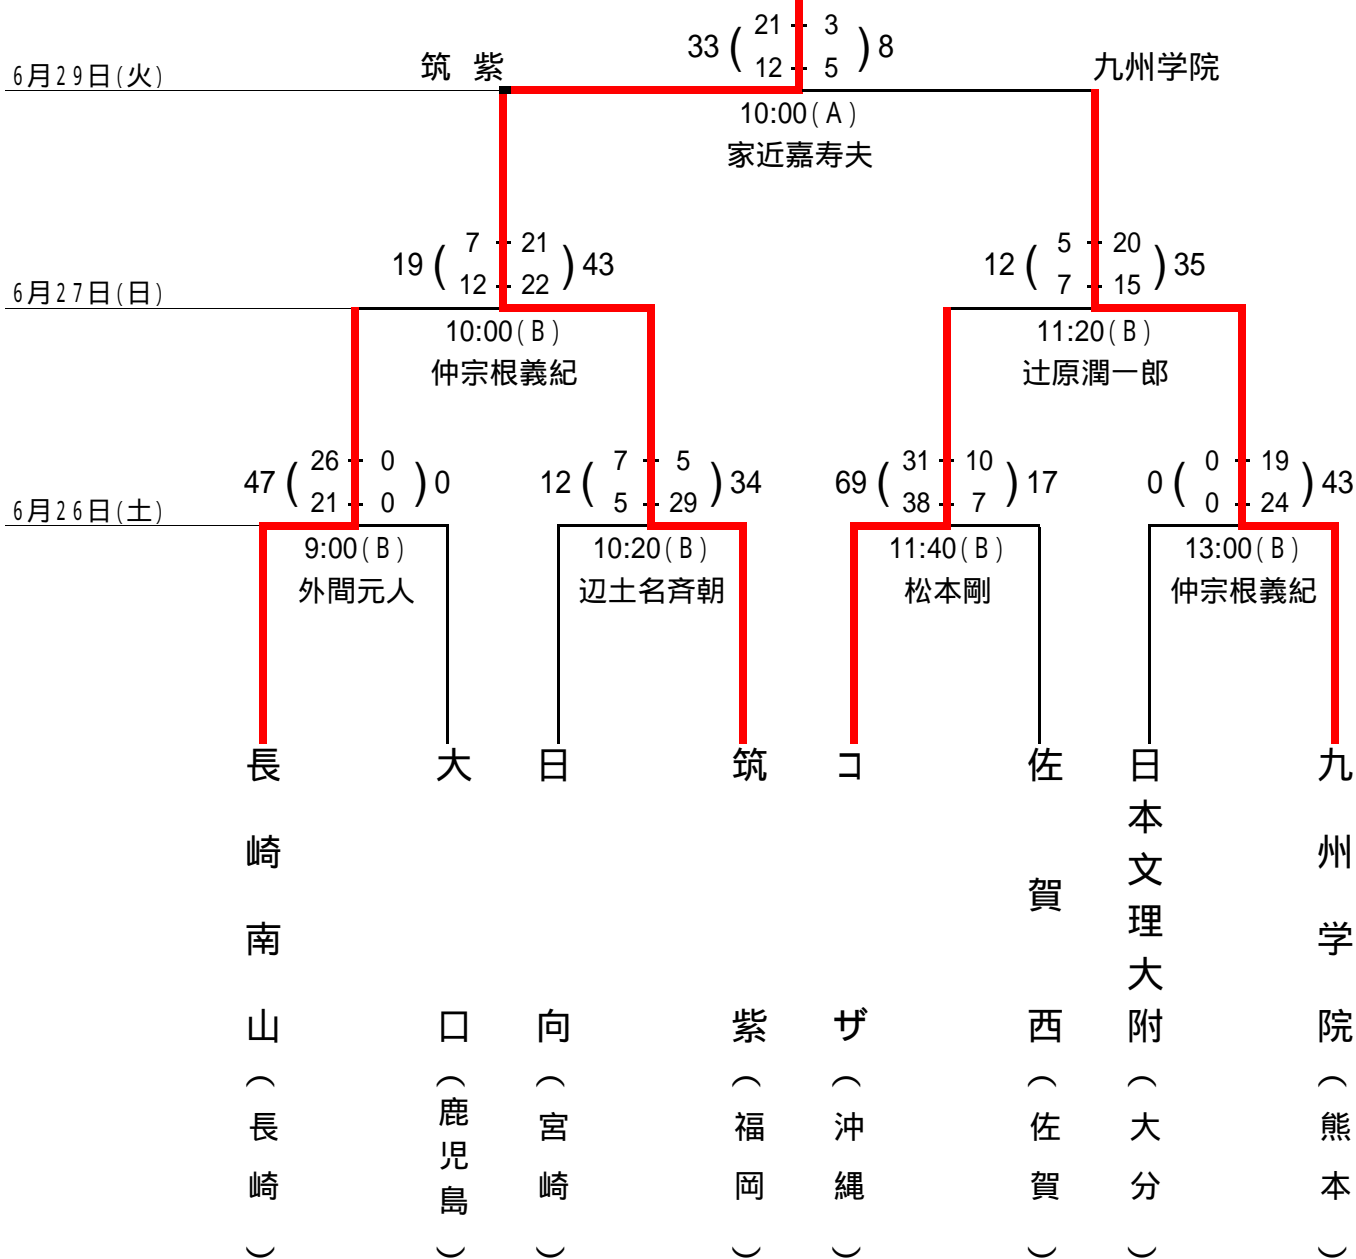 21 3
33 ( ) 8
12 5
筑 紫
九州学院
6月29日(火)
10:00(A)
家近嘉寿夫
7 21
19 ( ) 43
12 22
5 20
12 ( ) 35
7 15
6月27日(日)
10:00(B)
仲宗根義紀
11:20(B)
辻原潤一郎
26 0
47 ( ) 0
21 0
7 5
12 ( ) 34
5 29
31 10
69 ( ) 17
38 7
0 19
0 ( ) 43
0 24
6月26日(土)
9:00(B)
外間元人
10:20(B)
辺土名斉朝
11:40(B)
松本剛
13:00(B)
仲宗根義紀
長崎南山(長崎)
大口(鹿児島)
日向(宮崎)
筑紫(福岡)
コザ(沖縄)
佐賀西(佐賀)
日本文理大附(大分)
九州学院(熊本)